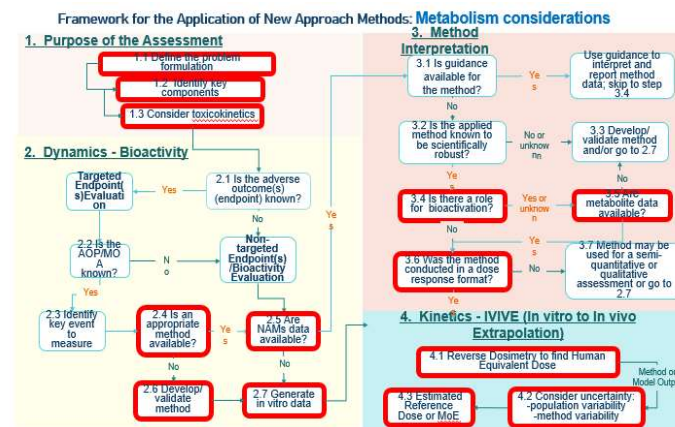 Framework for the Application of New Approach Methods: Metabolism considerations
1. Purpose of the Assessment
1.1 Define the problem
formulation
1.2 Identify key
components
1.3 Consider toxicokinetics
2. Dynamics - Bioactivity
Targeted
Endpoint(
s)Evaluati
on
Yes
2.1 Is the adverse
outcome(s)
(endpoint) known?
No
2.2 Is the
AOP/MO
A
known?
N
o
Non-
targeted
Endpoint(s)
/Bioactivity
Evaluation
Yes
2.3 Identify
key event to
measure
2.4 Is an
appropriate
method
available?
Ye
s
2.5 Are
NAMs data
available?
Ye
s
No
No
2.6 Develop/
validate
method
2.7 Generate
in vitro data
3. Method
Interpretation
3.1 Is guidance
available for
the method?
Ye
s
Use guidance to
interpret and
report method
data; skip to step
3.4
No
3.2 Is the applied
method known to
be scientifically
robust?
No or
unknow
nn
3.3 Develop/
validate method
and/or go to 2.7
Ye
s
No
3.4 Is there a role
for bioactivation?
Yes or
unknow
n
3.5 Are
metabolite data
available?
No
Ye
s
3.6 Was the method
conducted in a dose
response format?
No
3.7 Method may be
used for a semi-
quantitative or
qualitative
assessment or go to
2.7
Ye
s
4. Kinetics - IVIVE (In vitro to In vivo
Extrapolation)
4.1 Reverse Dosimetry to find Human
Equivalent Dose
Method or
Model Outp
4.3 Estimated
Reference
Dose or MoE
4.2 Consider uncertainty:
-population variability
-method variability